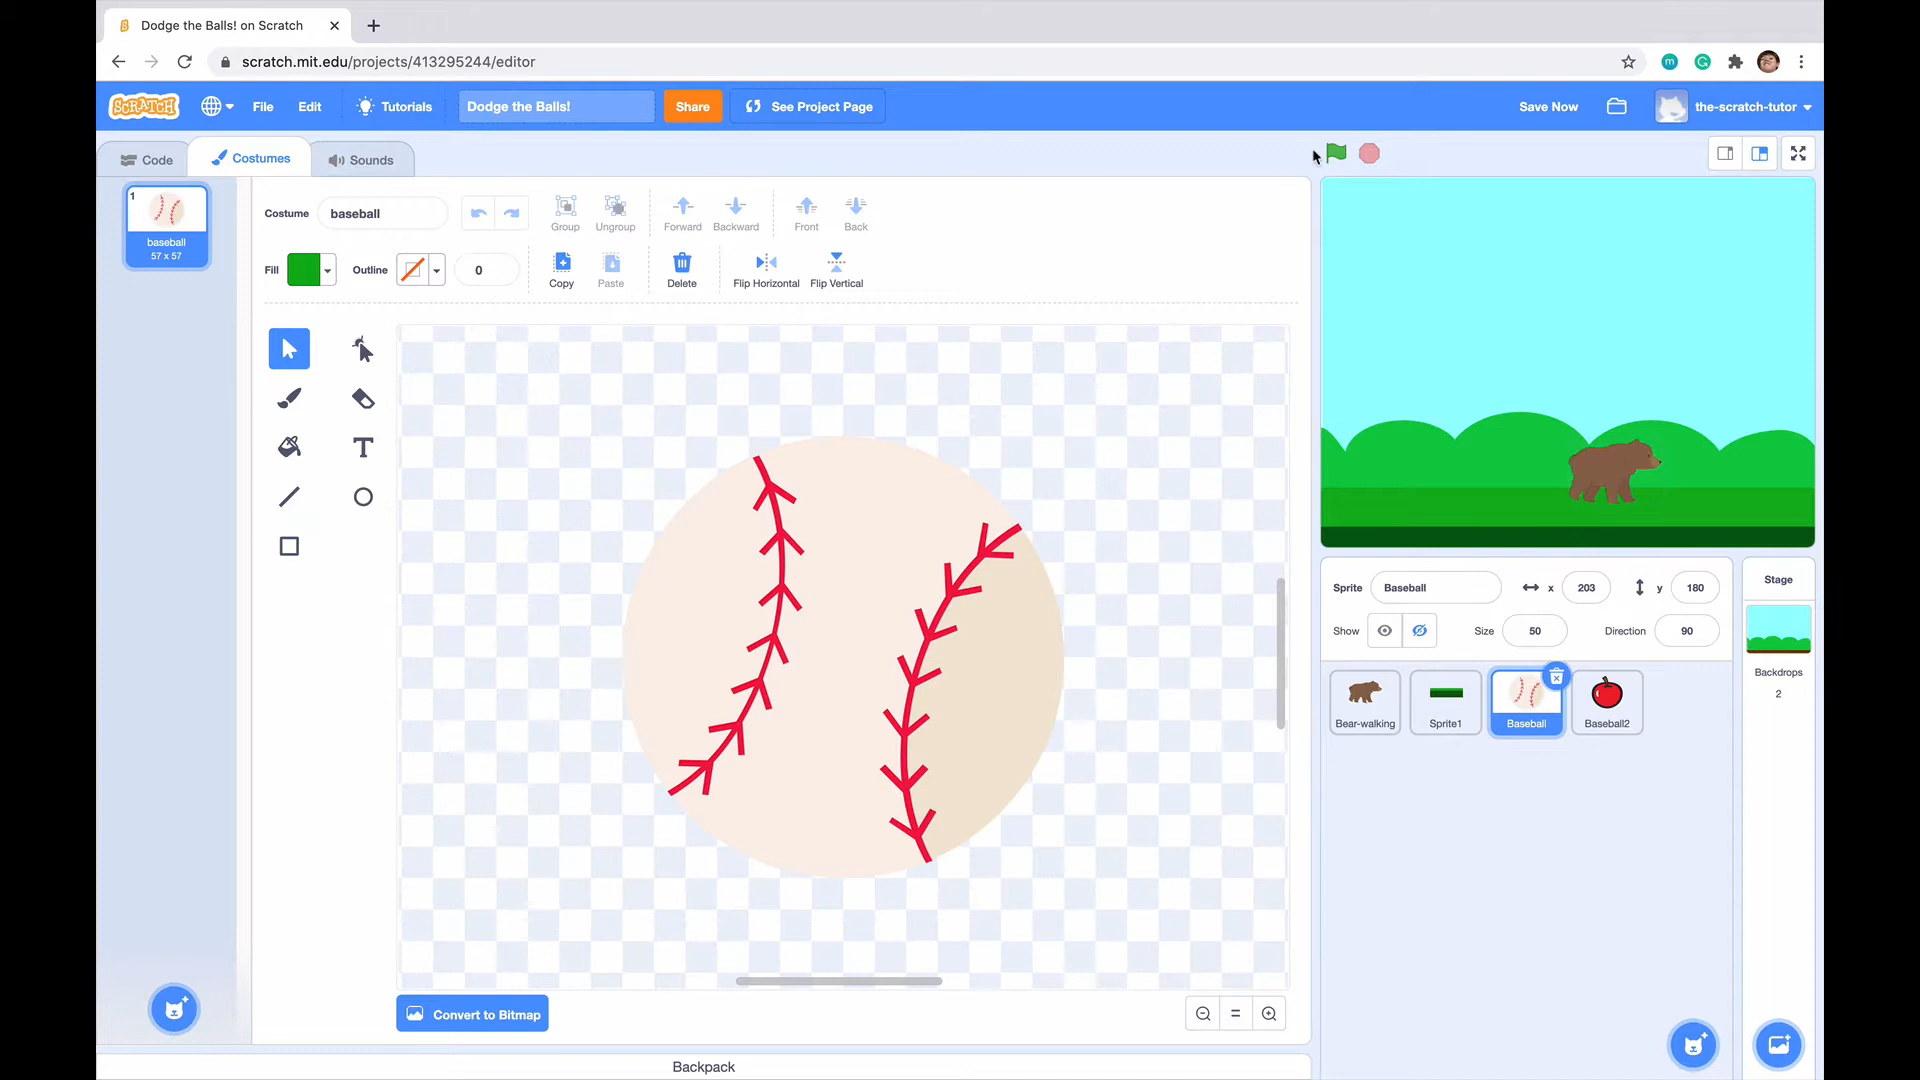 Dodge the Balls! on Scratch
scratch.mit.edu/projects/413295244/editor
SCRATCH
File
Edit
Tutorials
Dodge the Balls!
Share
See Project Page
Save Now
the-scratch-tutor
Code
Costumes
Sounds
1
baseball
57 x 57
Costume
baseball
Group
Ungroup
Forward
Backward
Front
Back
Fill
Outline
0
Copy
Paste
Delete
Flip Horizontal
Flip Vertical
T
Convert to Bitmap
=
Backpack
Sprite
Baseball
x
203
y
180
Show
Size
50
Direction
90
Bear-walking
Sprite1
Baseball
Baseball2
Stage
Backdrops
2